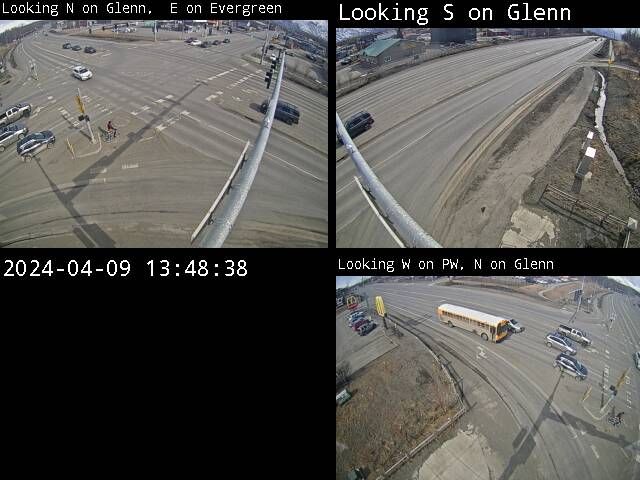 Looking N on Glenn,  E on Evergreen
Looking S on Glenn
2024-04-09 13:48:38
Looking W on PW, N on Glenn